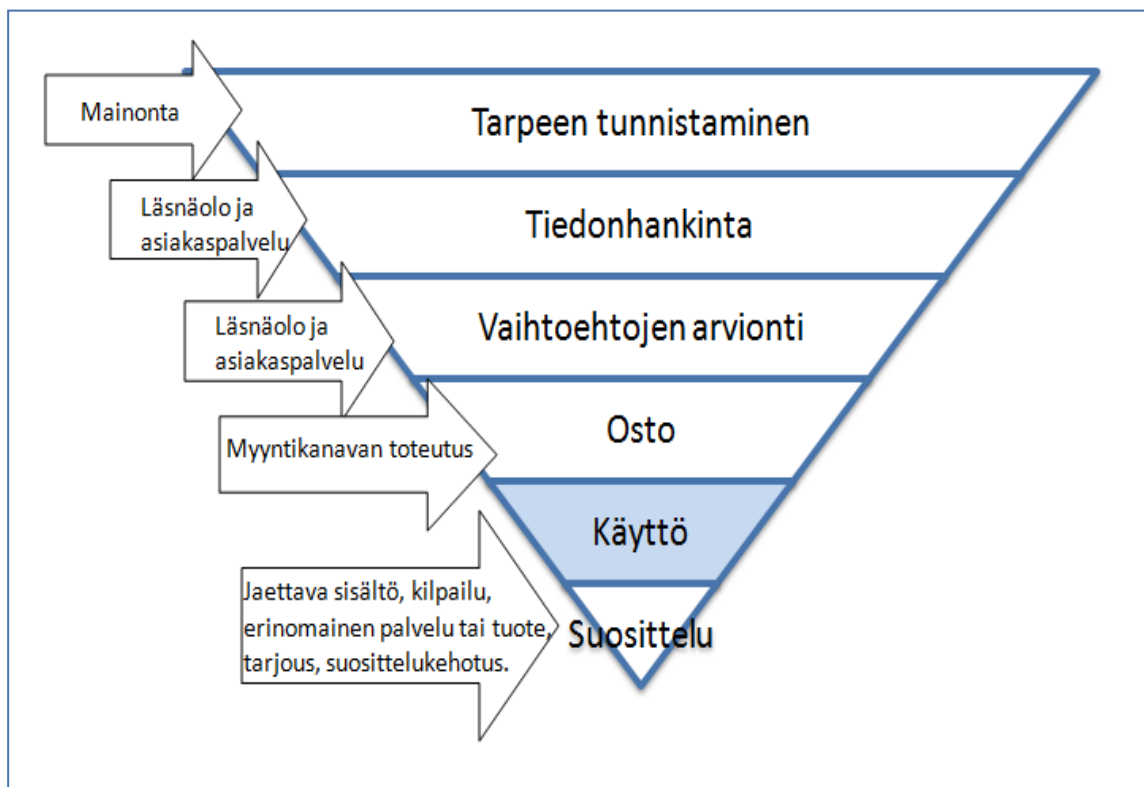 Mainonta
Tarpeen tunnistaminen
Läsnäolo ja
asiakaspalvelu
Tiedonhankinta
Läsnäolo ja
asiakaspalvelu
Vaihtoehtojen arvionti
Myyntikanavan toteutus
Osto
Käyttö
Jaettava sisältö, kilpailu,
erinomainen palvelu tai tuote,
tarjous, suosittelukehotus.
Suosittelu